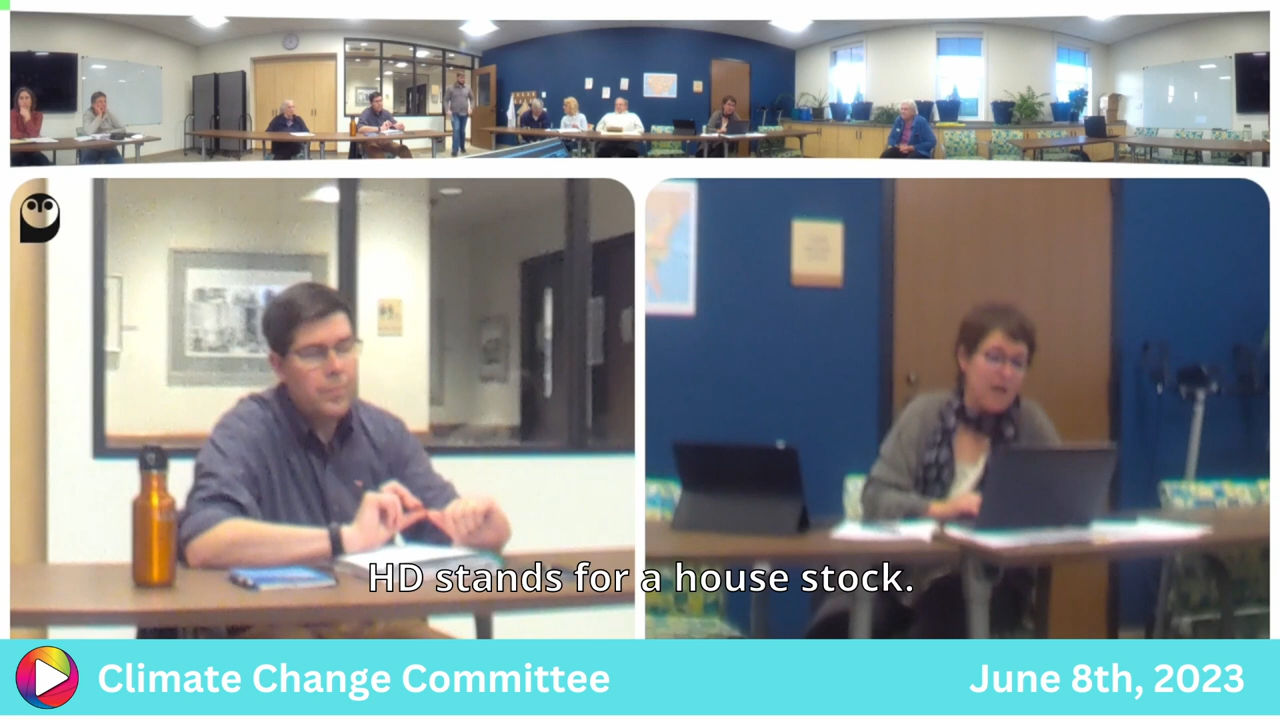 HD stands for a house stock.
Climate Change Committee
June 8th, 2023